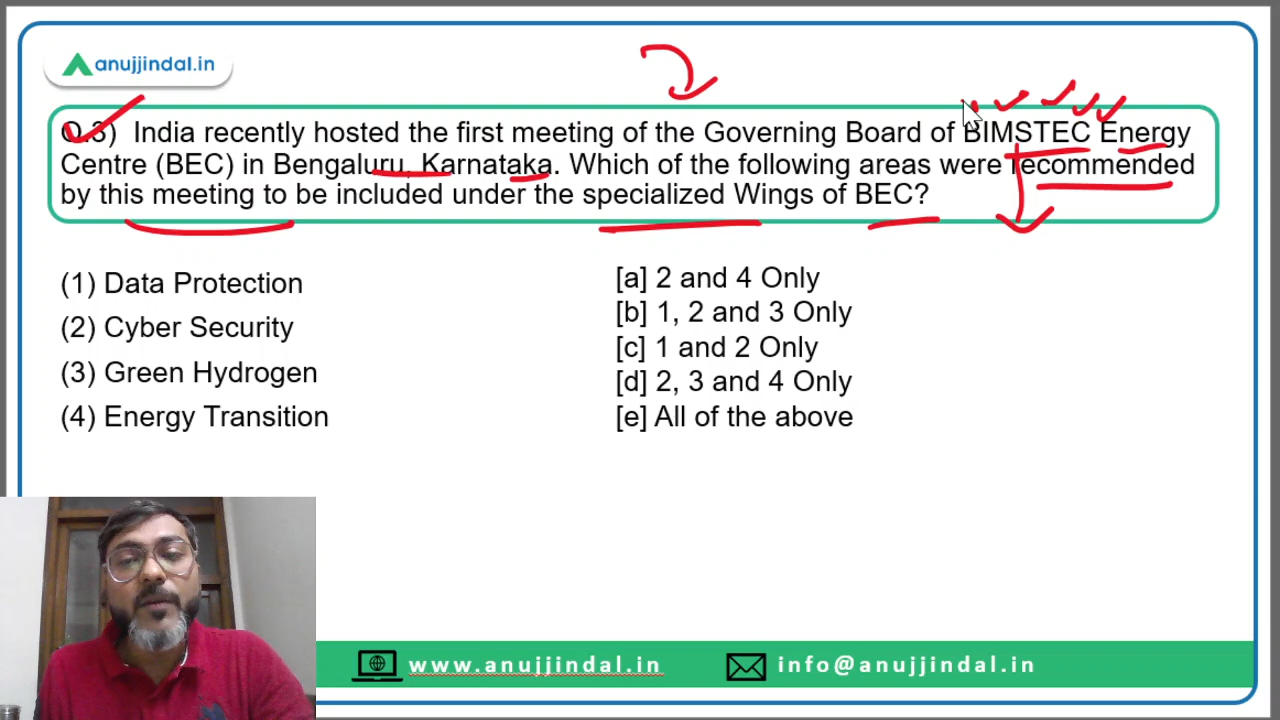 anujjindal.in
Q.3) India recently hosted the first meeting of the Governing Board of BIMSTEC Energy
Centre (BEC) in Bengaluru, Karnataka. Which of the following areas were recommended
by this meeting to be included under the specialized Wings of BEC?
(1) Data Protection
(2) Cyber Security
(3) Green Hydrogen
(4) Energy Transition
[a] 2 and 4 Only
[b] 1, 2 and 3 Only
[c] 1 and 2 Only
[d] 2, 3 and 4 Only
[e] All of the above
www.anujjindal.in
info@anujjindal.in